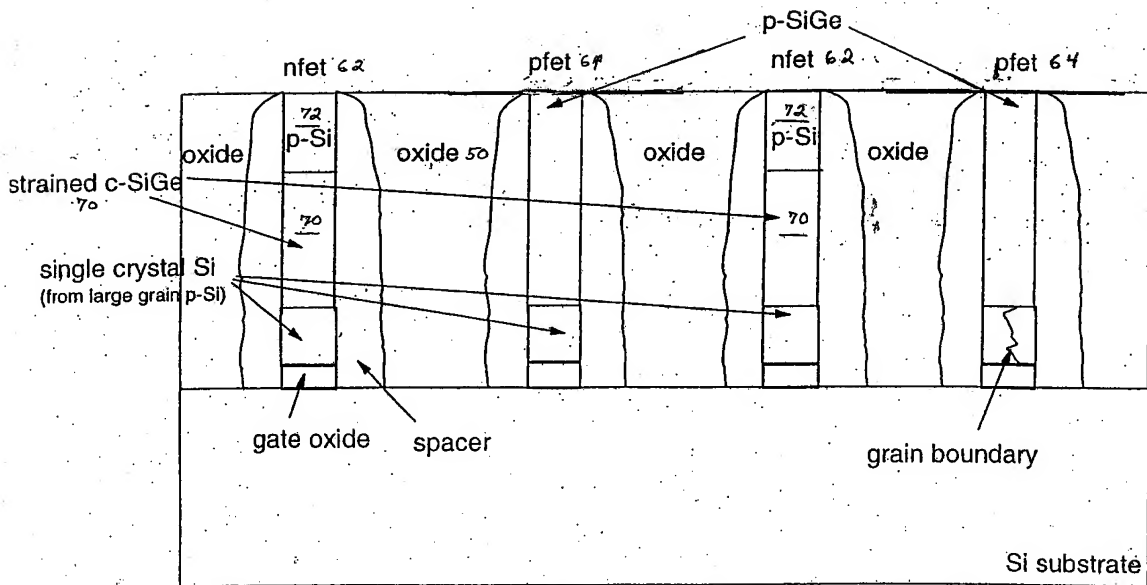 p-SiGe
nfet 62
pfet 64
nfet 62
pfet 64
72
p-Si
72
p-Si
oxide
oxide 50
oxide
oxide
strained c-SiGe
70
70
70
single crystal Si
(from large grain p-Si)
gate oxide
spacer
grain boundary
Si substrate